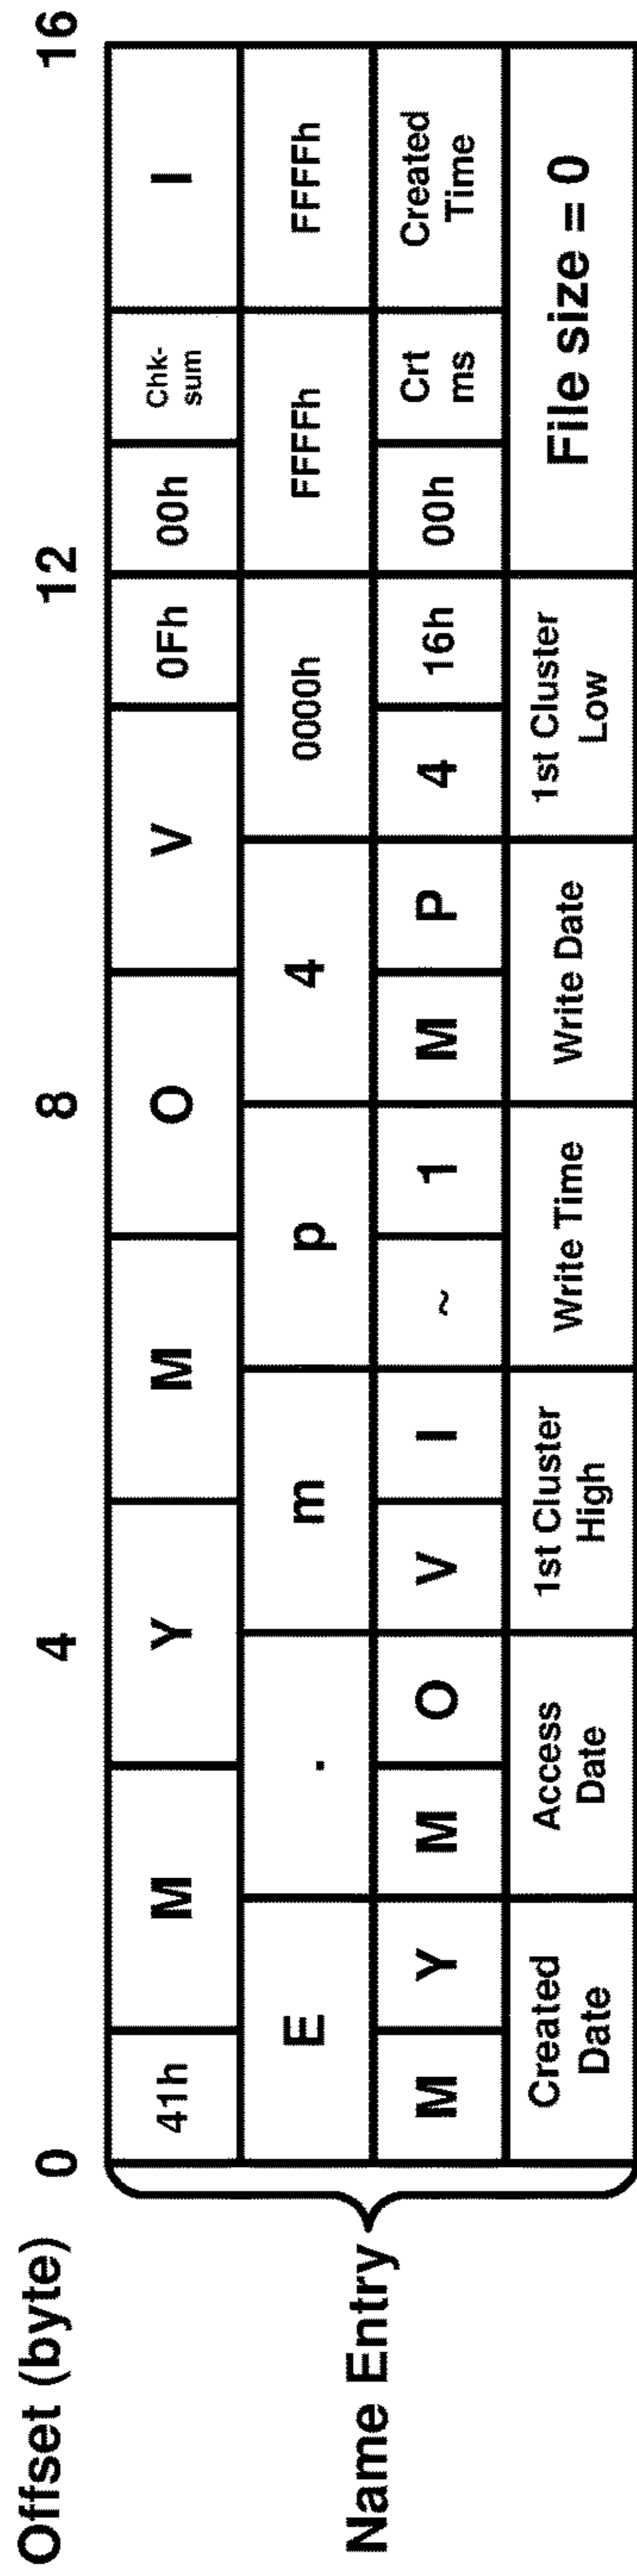 Offset (byte) 0 4 8 12 16
Name Entry
41h M Y M O V 0Fh 00h Chk-sum I
E . m p 4 0000h FFFFh FFFFh
M Y M O V I ~ 1 M P 4 16h 00h Crt ms Created Time
Created Date Access Date 1st Cluster High Write Time Write Date 1st Cluster Low File size = 0